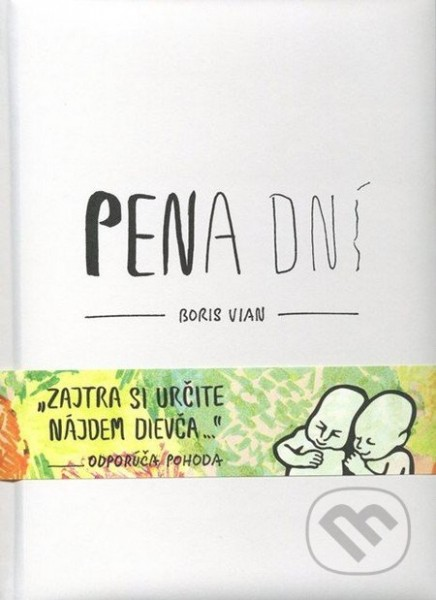 PENA DNÍ
BORIS VIAN
„ZAJTRA SI URČITE
NÁJDEM DIEVČA..."
ODPORÚČA POHODA
m